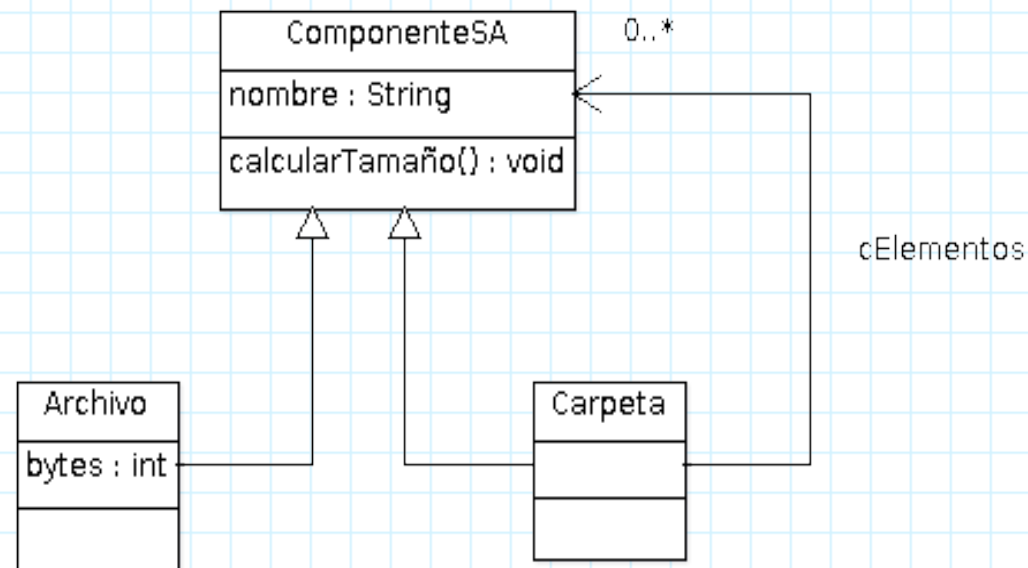 ComponenteSA
0..*
nombre : String
calcularTamaño() : void
cElementos
Archivo
Carpeta
bytes : int